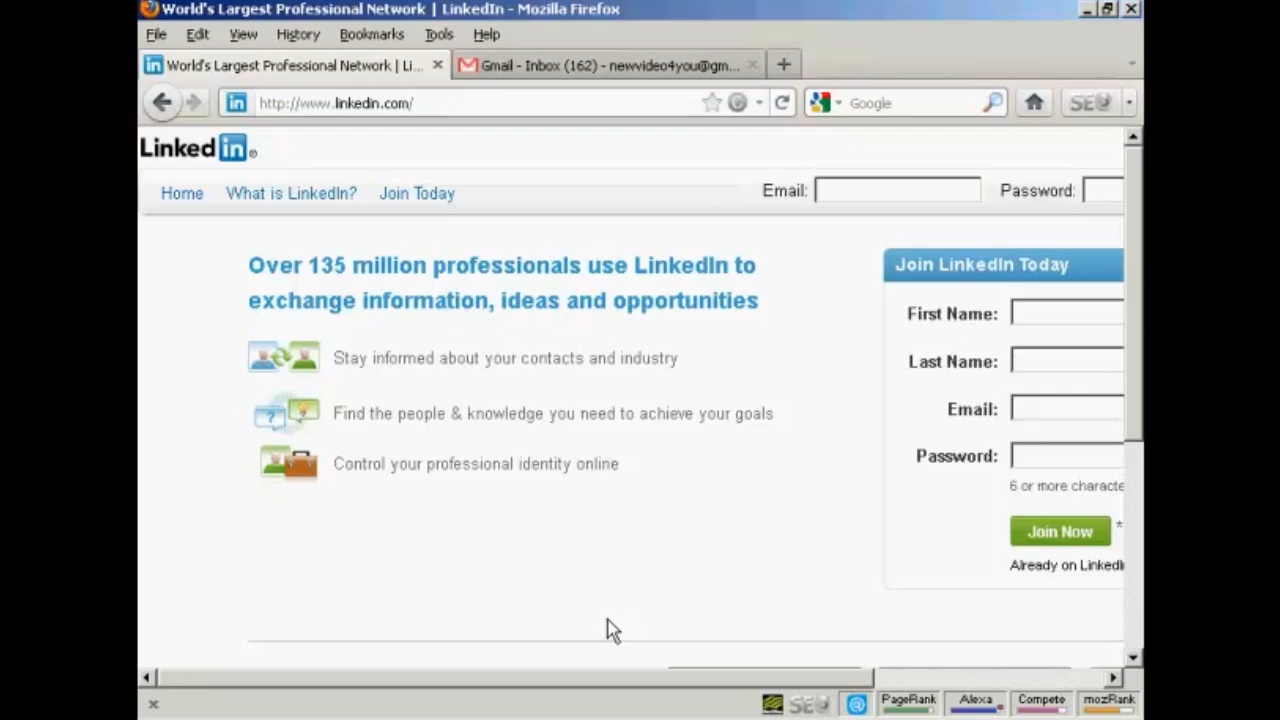 World's Largest Professional Network | LinkedIn - Mozilla Firefox
File Edit View History Bookmarks Tools Help
World's Largest Professional Network | Li...
Gmail - Inbox (162) - newvideo4you@gm...
http://www.linkedin.com/
Google
SEO
Linked in
Home What is LinkedIn? Join Today
Email: Password:
Over 135 million professionals use LinkedIn to
exchange information, ideas and opportunities
Stay informed about your contacts and industry
Find the people & knowledge you need to achieve your goals
Control your professional identity online
Join LinkedIn Today
First Name:
Last Name:
Email:
Password:
6 or more characte
Join Now *
Already on LinkedI
SEO PageRank Alexa Compete mozRank